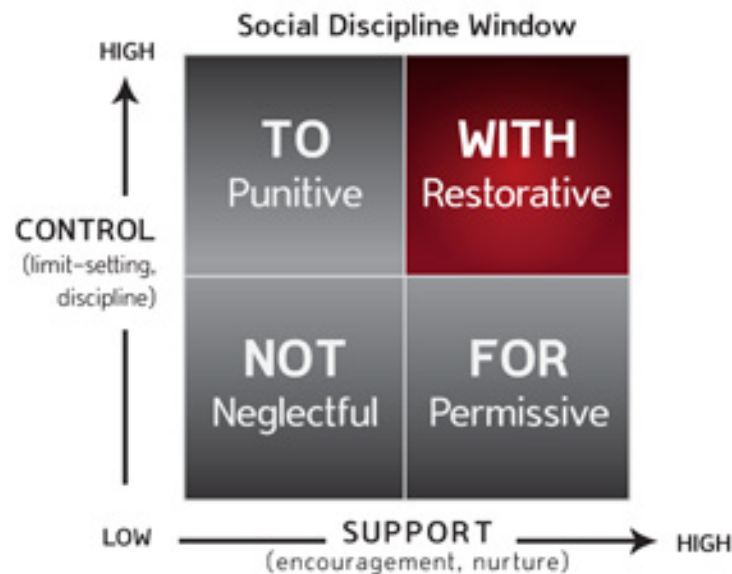 Social Discipline Window
HIGH
TO
Punitive
WITH
Restorative
CONTROL
(limit-setting,
discipline)
NOT
Neglectful
FOR
Permissive
LOW
SUPPORT
(encouragement, nurture)
HIGH